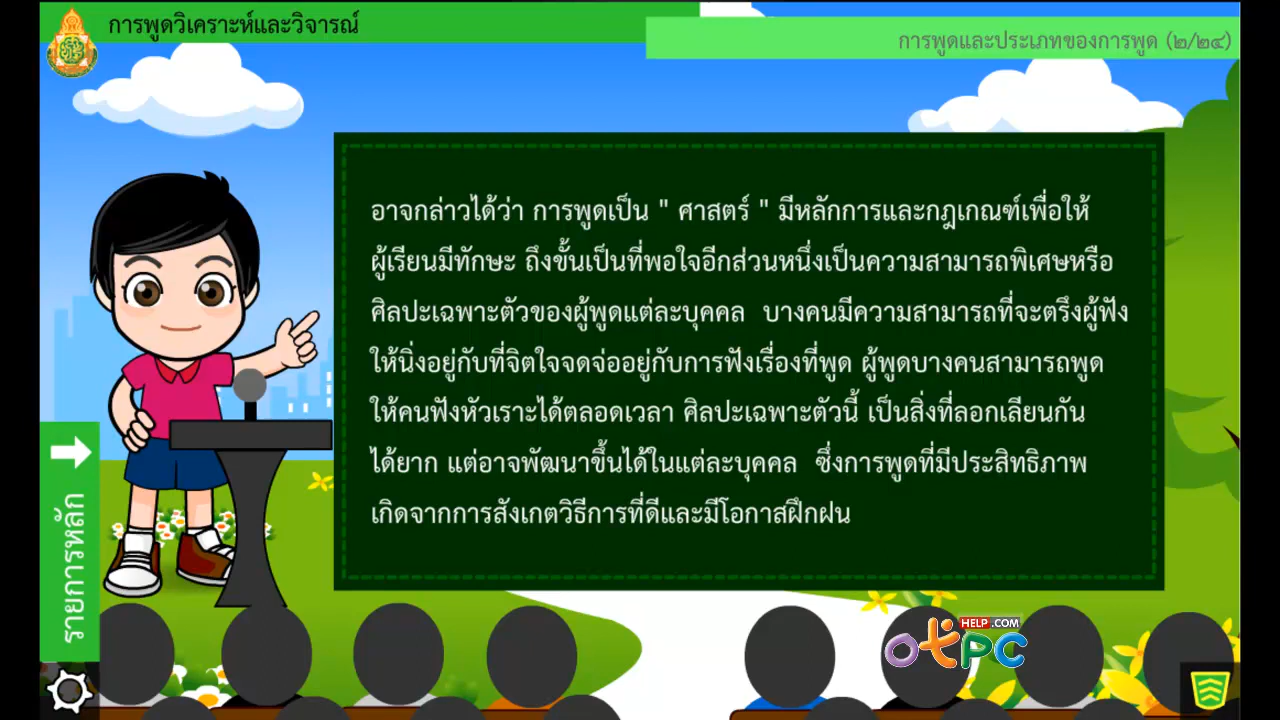 การพูดวิเคราะห์และวิจารณ์
การพูดและประเภทของการพูด (๒/๒๔)
อาจกล่าวได้ว่า การพูดเป็น " ศาสตร์ " มีหลักการและกฎเกณฑ์เพื่อให้
ผู้เรียนมีทักษะ ถึงขั้นเป็นที่พอใจอีกส่วนหนึ่งเป็นความสามารถพิเศษหรือ
ศิลปะเฉพาะตัวของผู้พูดแต่ละบุคคล บางคนมีความสามารถที่จะตรึงผู้ฟัง
ให้นิ่งอยู่กับที่จิตใจจดจ่ออยู่กับการฟังเรื่องที่พูด ผู้พูดบางคนสามารถพูด
ให้คนฟังหัวเราะได้ตลอดเวลา ศิลปะเฉพาะตัวนี้ เป็นสิ่งที่ลอกเลียนกัน
ได้ยาก แต่อาจพัฒนาขึ้นได้ในแต่ละบุคคล ซึ่งการพูดที่มีประสิทธิภาพ
เกิดจากการสังเกตวิธีการที่ดีและมีโอกาสฝึกฝน
รายการหลัก
HELP .COM
otpc